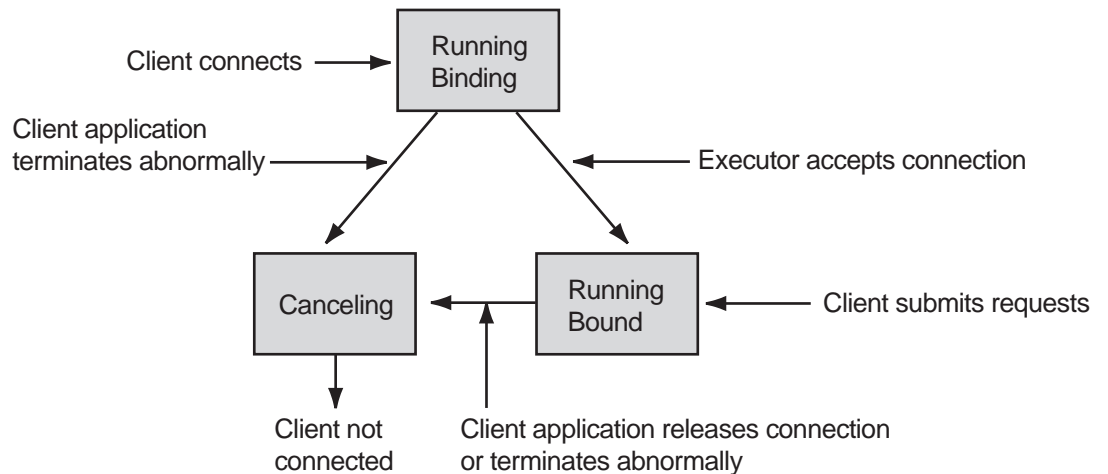 Running
Binding
Client connects
Client application
terminates abnormally
Executor accepts connection
Canceling
Running
Bound
Client submits requests
Client not
connected
Client application releases connection
or terminates abnormally